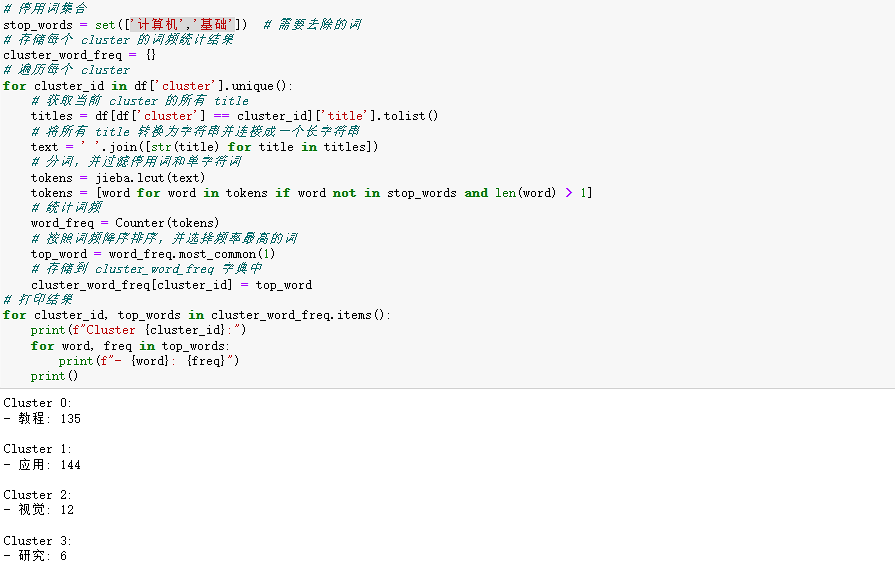 # 停用词集合
stop_words = set(['计算机','基础'])  # 需要去除的词
# 存储每个 cluster 的词频统计结果
cluster_word_freq = {}
# 遍历每个 cluster
for cluster_id in df['cluster'].unique():
    # 获取当前 cluster 的所有 title
    titles = df[df['cluster'] == cluster_id]['title'].tolist()
    # 将所有 title 转换为字符串并连接成一个长字符串
    text = ' '.join([str(title) for title in titles])
    # 分词，并过滤停用词和单字符词
    tokens = jieba.lcut(text)
    tokens = [word for word in tokens if word not in stop_words and len(word) > 1]
    # 统计词频
    word_freq = Counter(tokens)
    # 按照词频降序排序，并选择频率最高的词
    top_word = word_freq.most_common(1)
    # 存储到 cluster_word_freq 字典中
    cluster_word_freq[cluster_id] = top_word
# 打印结果
for cluster_id, top_words in cluster_word_freq.items():
    print(f"Cluster {cluster_id}:")
    for word, freq in top_words:
        print(f"- {word}: {freq}")
    print()
Cluster 0:
- 教程: 135
Cluster 1:
- 应用: 144
Cluster 2:
- 视觉: 12
Cluster 3:
- 研究: 6